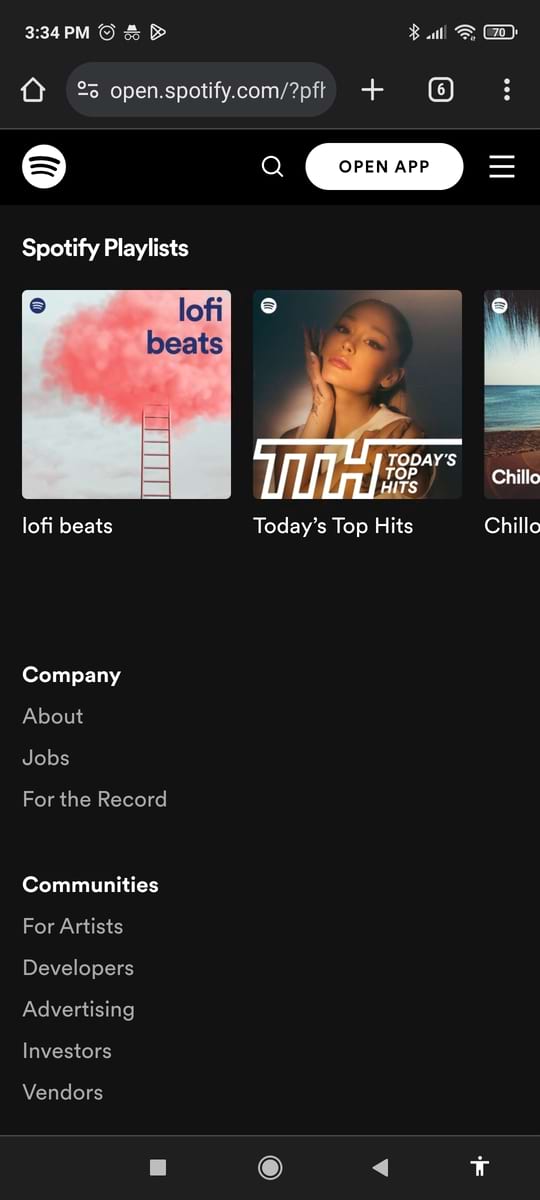 3:34 PM
70
open.spotify.com/?pfh
6
OPEN APP
Spotify Playlists
lofi
beats
TTH
TODAY'S
TOP
HITS
Chillo
lofi beats
Today's Top Hits
Chillo
Company
About
Jobs
For the Record
Communities
For Artists
Developers
Advertising
Investors
Vendors